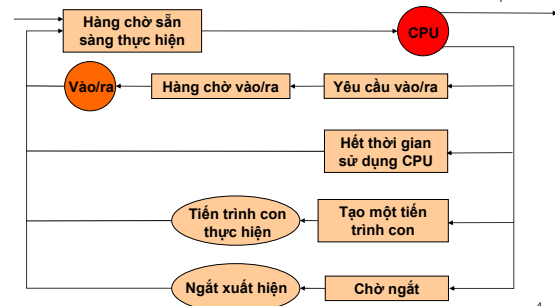 Hàng chờ sẵn
sàng thực hiện
CPU
Vào/ra
Hàng chờ vào/ra
Yêu cầu vào/ra
Hết thời gian
sử dụng CPU
Tiến trình con
thực hiện
Tạo một tiến
trình con
Ngắt xuất hiện
Chờ ngắt